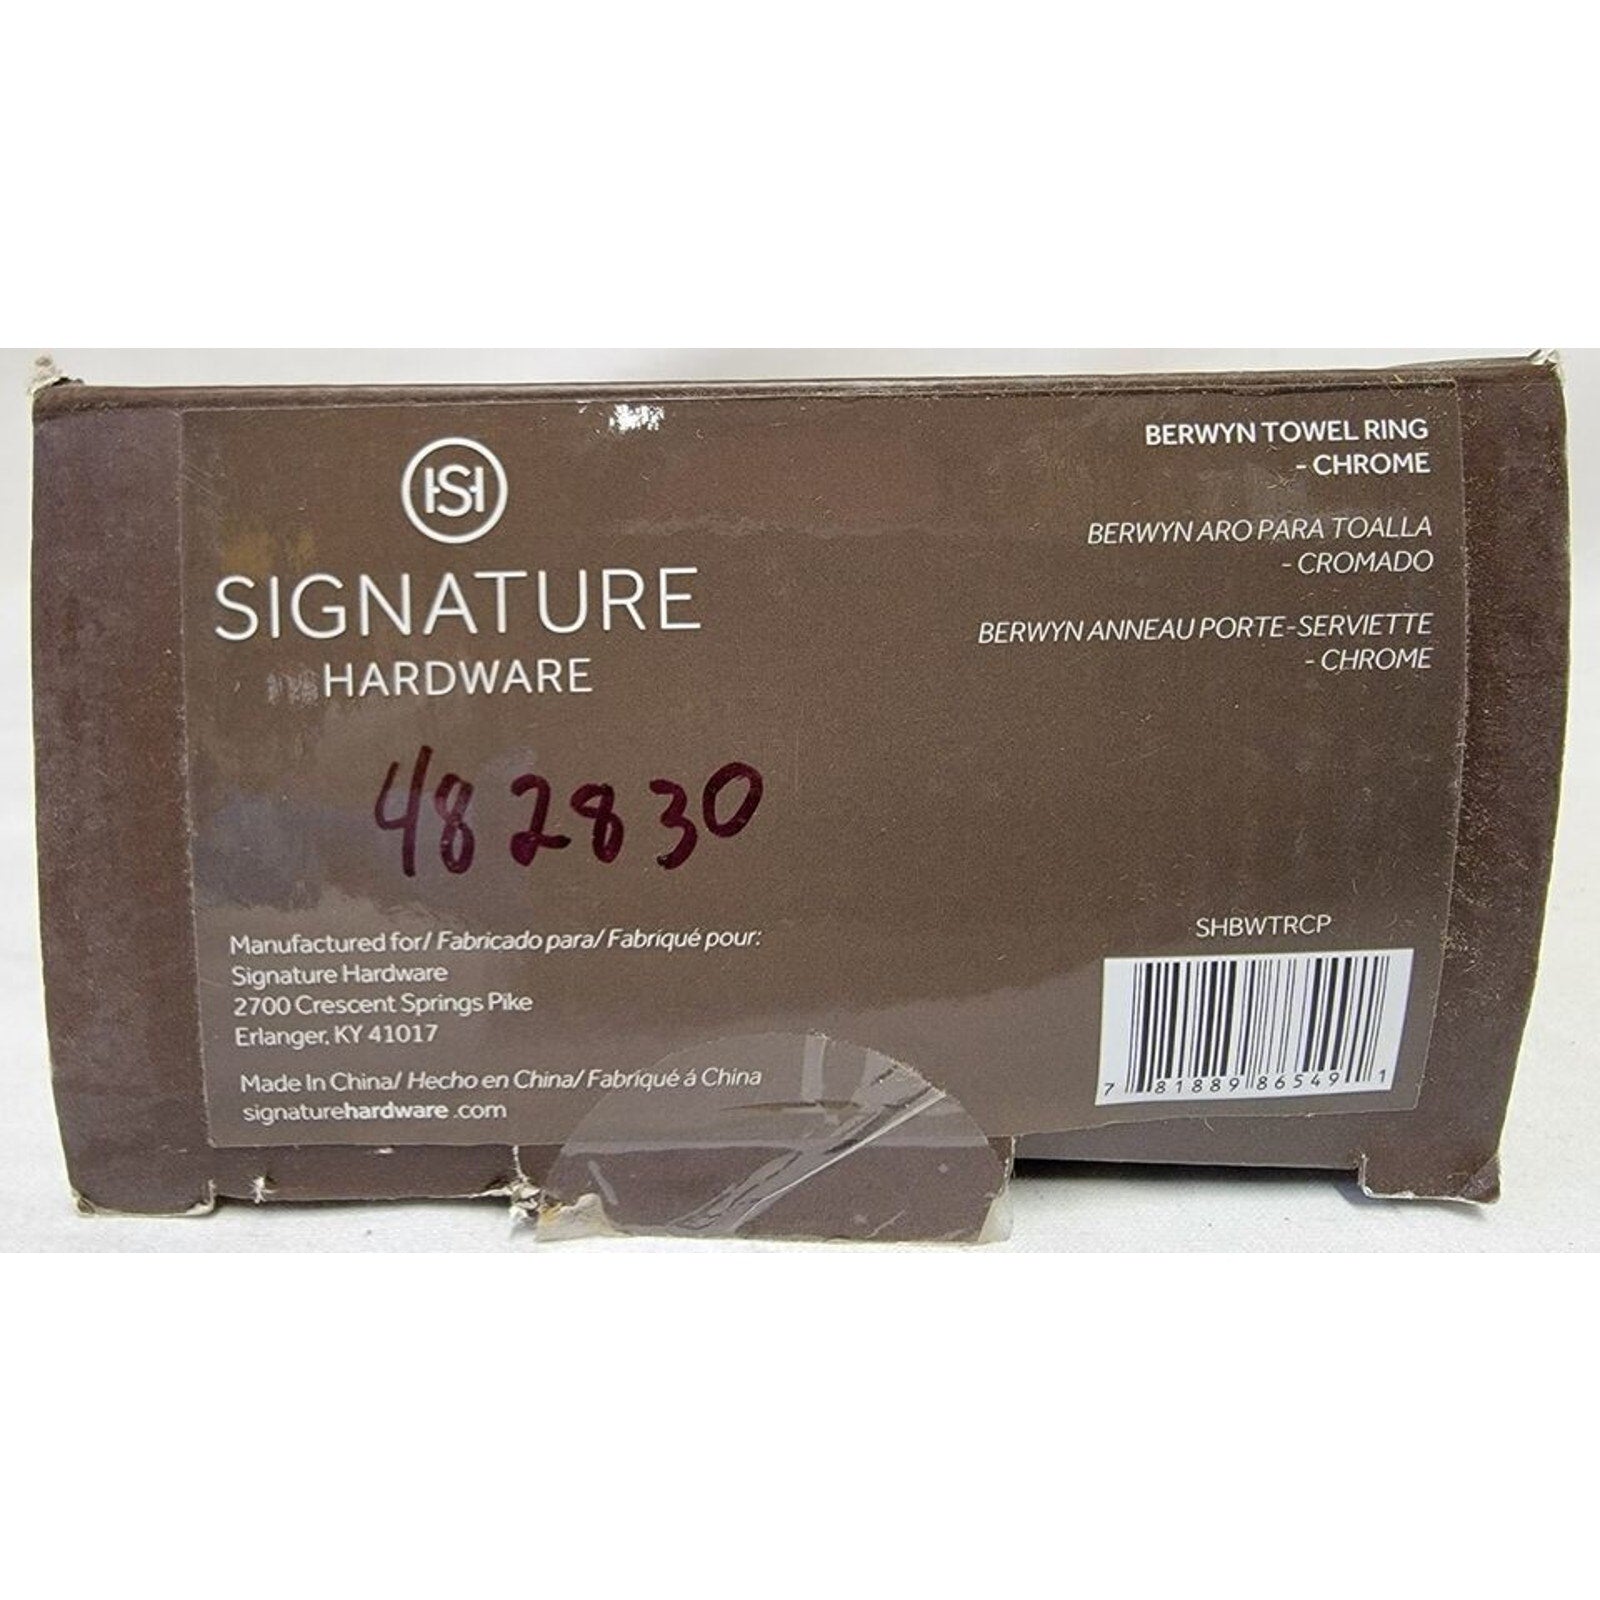 HSI
SIGNATURE
HARDWARE
482830
Manufactured for/ Fabricado para/ Fabriqué pour:
Signature Hardware
2700 Crescent Springs Pike
Erlanger, KY 41017
Made In China/ Hecho en China/ Fabriqué á China
signaturehardware.com
BERWYN TOWEL RING
- CHROME
BERWYN ARO PARA TOALLA
- CROMADO
BERWYN ANNEAU PORTE-SERVIETTE
- CHROME
SHBWTRCP
7 81889 86549 1